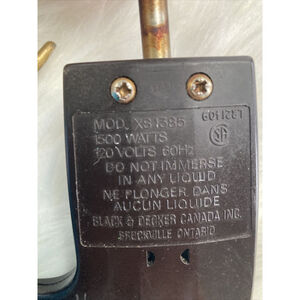 MOD. XS1385
1500 WATTS
120 VOLTS 60Hz
DO NOT IMMERSE
IN ANY LIQUID
NE PLONGER DANS
AUCUN LIQUIDE
BLACK & DECKER CANADA INC.
BROCKVILLE ONTARIO